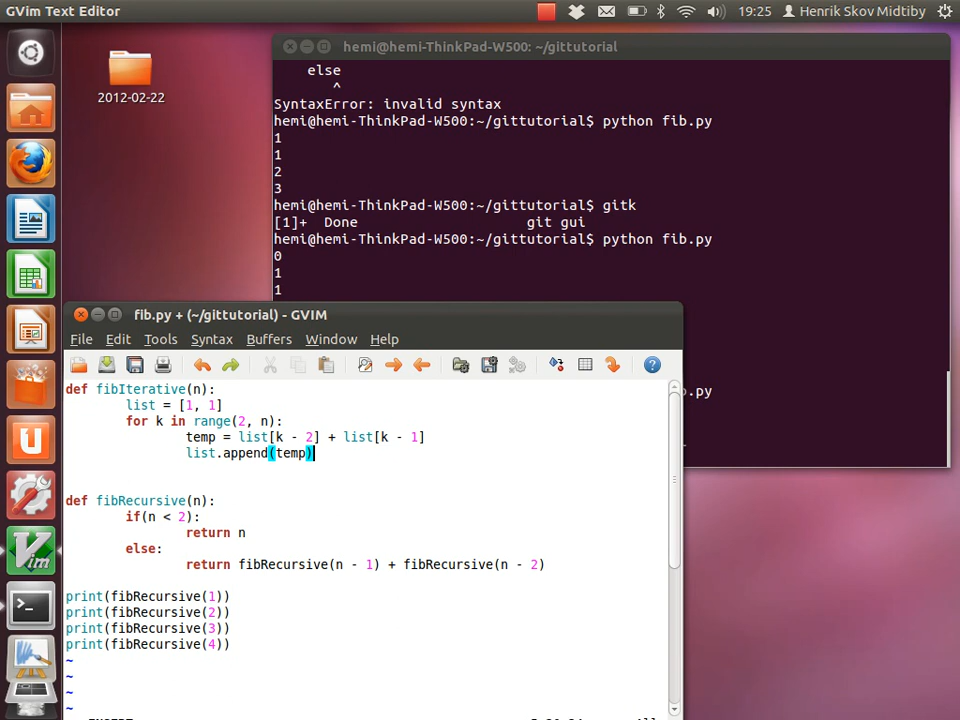 GVim Text Editor
19:25 Henrik Skov Midtiby
2012-02-22
hemi@hemi-ThinkPad-W500: ~/gittutorial
else
^
SyntaxError: invalid syntax
hemi@hemi-ThinkPad-W500:~/gittutorial$ python fib.py
1
1
2
3
hemi@hemi-ThinkPad-W500:~/gittutorial$ gitk
[1]+ Done git gui
hemi@hemi-ThinkPad-W500:~/gittutorial$ python fib.py
0
1
1
.py
fib.py + (~/gittutorial) - GVIM
File Edit Tools Syntax Buffers Window Help
def fibIterative(n):
list = [1, 1]
for k in range(2, n):
temp = list[k - 2] + list[k - 1]
list.append(temp)
def fibRecursive(n):
if(n < 2):
return n
else:
return fibRecursive(n - 1) + fibRecursive(n - 2)
print(fibRecursive(1))
print(fibRecursive(2))
print(fibRecursive(3))
print(fibRecursive(4))
~
~
~
~